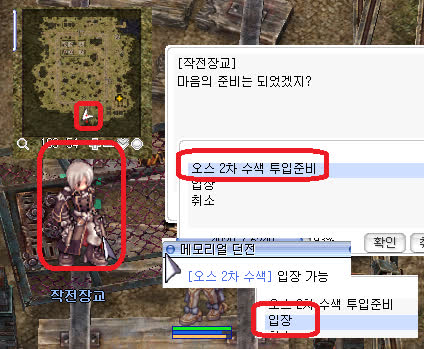 [작전장교]
마음의 준비는 되었겠지?
오스 2차 수색 투입준비
입장
취소
작전장교
확인
메모리얼 던전
[오스 2차 수색] 입장 가능
오스 2차 수색 투입준비
입장